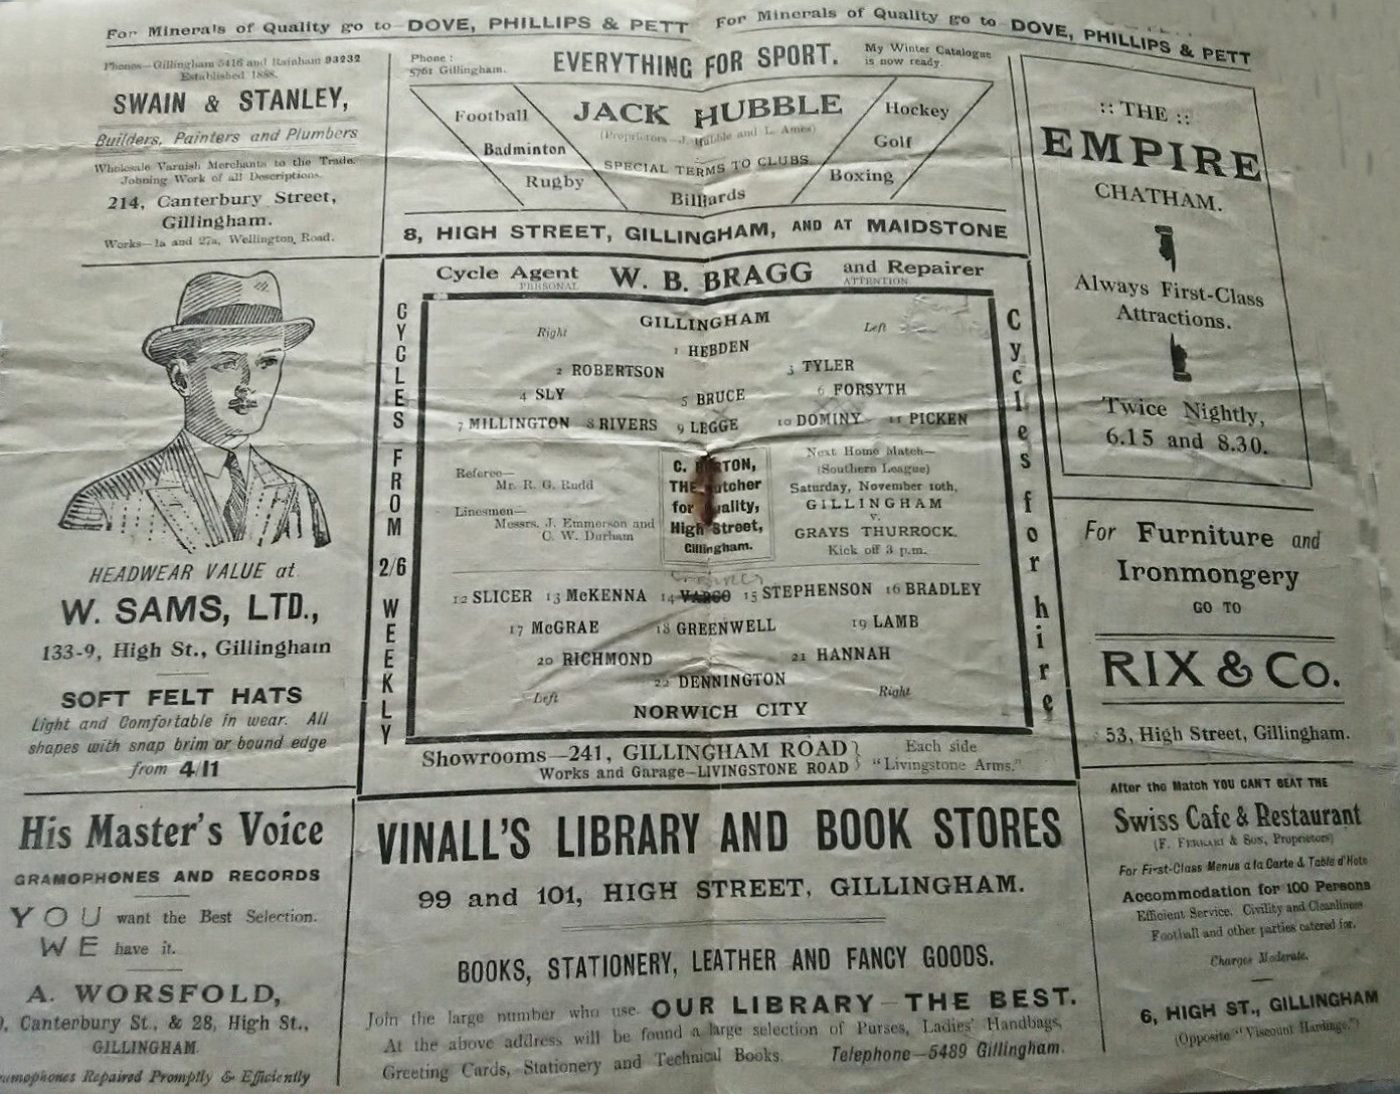 For Minerals of Quality go to DOVE, PHILLIPS & PETT For Minerals of Quality go to DOVE, PHILLIPS & PETT
Phones—Gillingham 5416 and Rainham 93232
Established 1888.
SWAIN & STANLEY,
Builders, Painters and Plumbers
Wholesale Varnish Merchants to the Trade.
Jobning Work of all Descriptions.
214, Canterbury Street,
Gillingham.
Works—1a and 27a, Wellington Road.
Phone:
5761 Gillingham.
EVERYTHING FOR SPORT.
My Winter Catalogue
is now ready.
Football
Badminton
Rugby
JACK HUBBLE
(Proprietors—J. Hubble and L. Ames)
SPECIAL TERMS TO CLUBS
Billiards
Hockey
Golf
Boxing
8, HIGH STREET, GILLINGHAM, AND AT MAIDSTONE
:: THE ::
EMPIRE
CHATHAM.
Always First-Class
Attractions.
Twice Nightly,
6.15 and 8.30.
HEADWEAR VALUE at
W. SAMS, LTD.,
133-9, High St., Gillingham
SOFT FELT HATS
Light and Comfortable in wear. All
shapes with snap brim or bound edge
from 4/11
Cycle Agent W. B. BRAGG and Repairer
PERSONAL ATTENTION
CYCLES FROM 2/6 WEEKLY
GILLINGHAM
Right Left
1 HEBDEN
2 ROBERTSON 3 TYLER
4 SLY 5 BRUCE 6 FORSYTH
7 MILLINGTON 8 RIVERS 9 LEGGE 10 DOMINY 11 PICKEN
Referee—
Mr. R. G. Rudd
Linesmen—
Messrs. J. Emmerson and
C. W. Durham
C.
THE
for
High Street,
Gillingham.
Next Home Match—
(Southern League)
Saturday, November 10th,
GILLINGHAM
v.
GRAYS THURROCK.
Kick off 3 p.m.
12 SLICER 13 McKENNA 14 VARCO 15 STEPHENSON 16 BRADLEY
17 McGRAE 18 GREENWELL 19 LAMB
20 RICHMOND 21 HANNAH
22 DENNINGTON
Left Right
NORWICH CITY
Cycles for hire
Showrooms—241, GILLINGHAM ROAD
Works and Garage—LIVINGSTONE ROAD
Each side
"Livingstone Arms."
For Furniture and
Ironmongery
GO TO
RIX & Co.
53, High Street, Gillingham.
His Master's Voice
GRAMOPHONES AND RECORDS
YOU want the Best Selection.
WE have it.
A. WORSFOLD,
Canterbury St., & 28, High St.,
GILLINGHAM.
Repaired Promptly & Efficiently
VINALL'S LIBRARY AND BOOK STORES
99 and 101, HIGH STREET, GILLINGHAM.
BOOKS, STATIONERY, LEATHER AND FANCY GOODS.
Join the large number who use OUR LIBRARY—THE BEST.
At the above address will be found a large selection of Purses, Ladies' Handbags,
Greeting Cards, Stationery and Technical Books. Telephone—5489 Gillingham.
After the Match YOU CAN'T BEAT THE
Swiss Cafe & Restaurant
(F. FERRARI & SUS, Proprietors)
For First-Class Menus a la Carte & Table d'Hote
Accommodation for 100 Persons
Efficient Service. Civility and Cleanliness
Football and other parties catered for.
Charges Moderate.
6, HIGH ST., GILLINGHAM
(Opposite "Viscount Hardinge.")